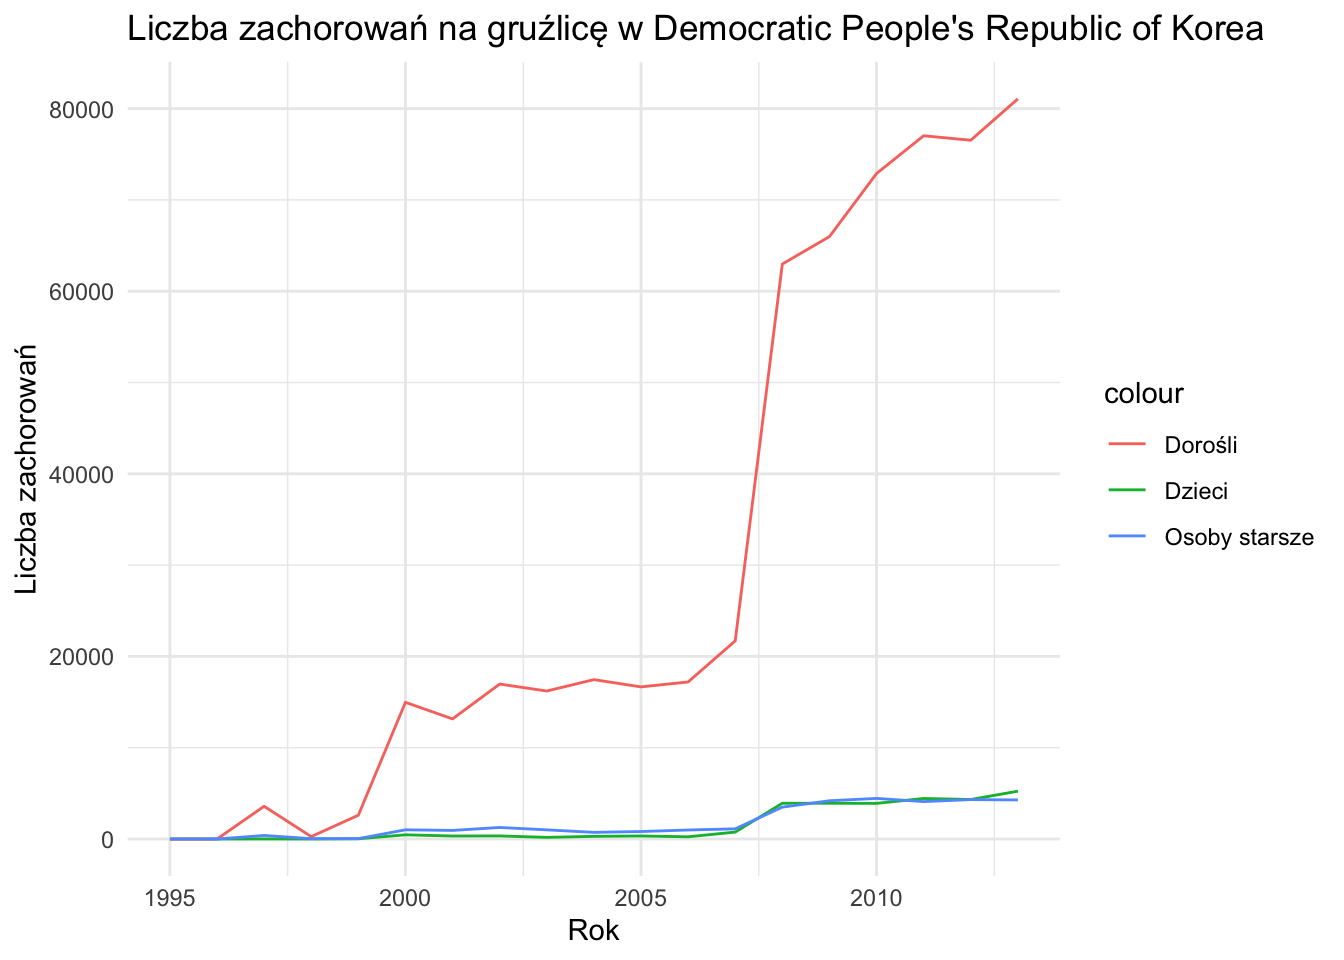 Liczba zachorowań na gruźlicę w Democratic People's Republic of Korea
Liczba zachorowań
80000
60000
40000
20000
0
1995
2000
2005
2010
Rok
colour
Dorośli
Dzieci
Osoby starsze